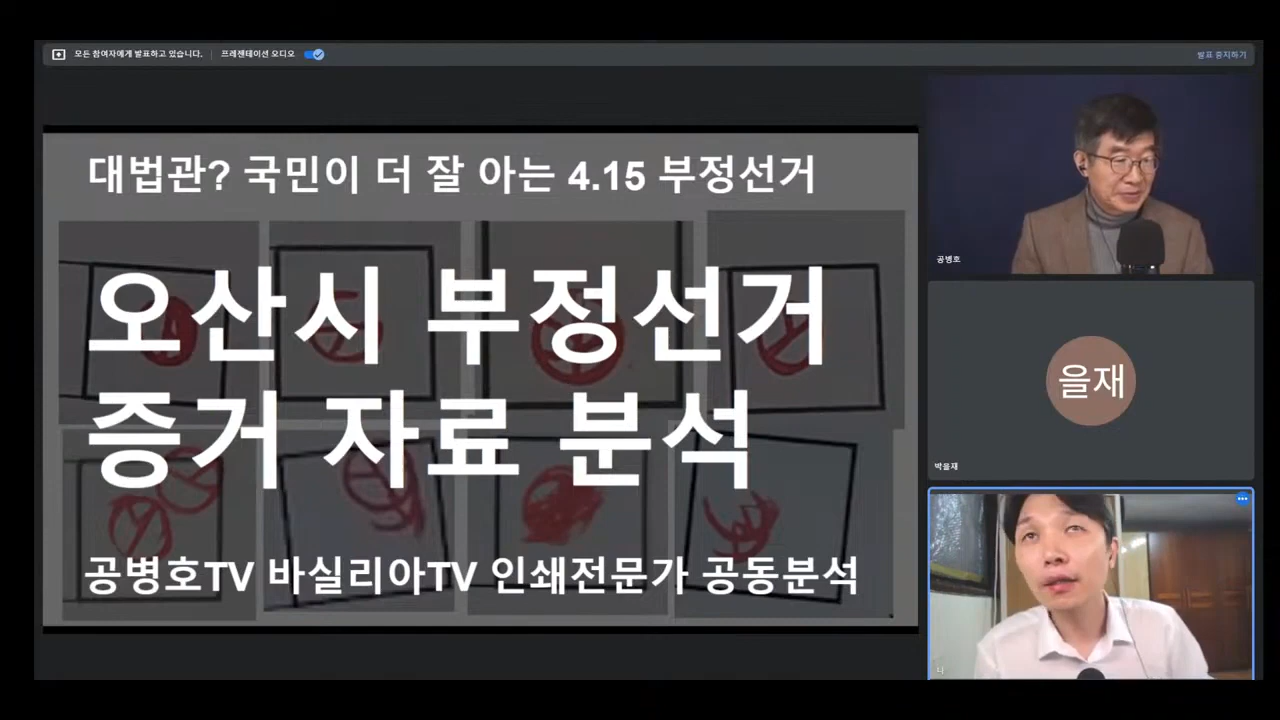 모든 참여자에게 발표하고 있습니다. 프레젠테이션 오디오
발표 중지하기
대법관? 국민이 더 잘 아는 4.15 부정선거
오산시 부정선거
증거 자료 분석
공병호TV 바실리아TV 인쇄전문가 공동분석
공병호
을재
박을재
나